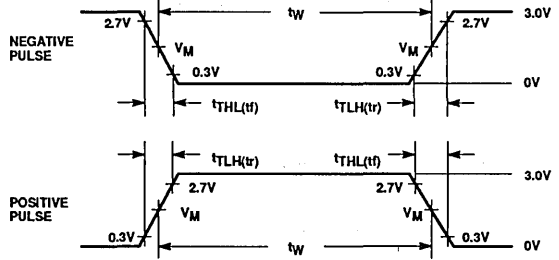 tW
2.7V
2.7V
3.0V
NEGATIVE
PULSE
VM
VM
0.3V
0.3V
0V
tTHL(tf)
tTLH(tr)
tTLH(tr)
tTHL(tf)
2.7V
2.7V
3.0V
POSITIVE
PULSE
VM
VM
0.3V
0.3V
tW
0V